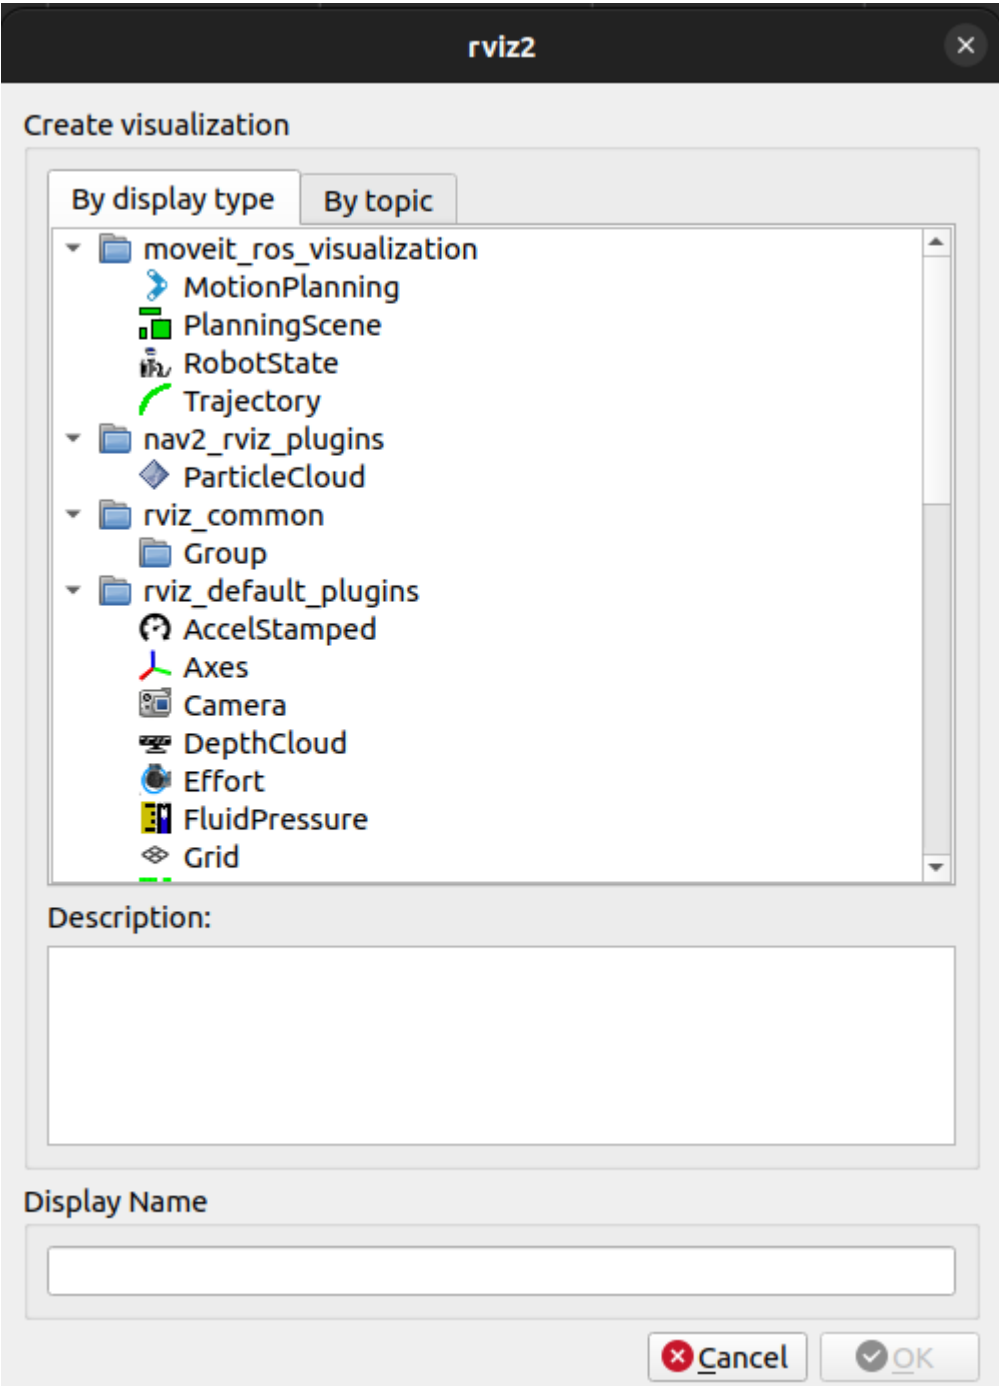 rviz2
Create visualization
By display type
By topic
moveit_ros_visualization
MotionPlanning
PlanningScene
RobotState
Trajectory
nav2_rviz_plugins
ParticleCloud
rviz_common
Group
rviz_default_plugins
AccelStamped
Axes
Camera
DepthCloud
Effort
FluidPressure
Grid
Description:
Display Name
Cancel
OK